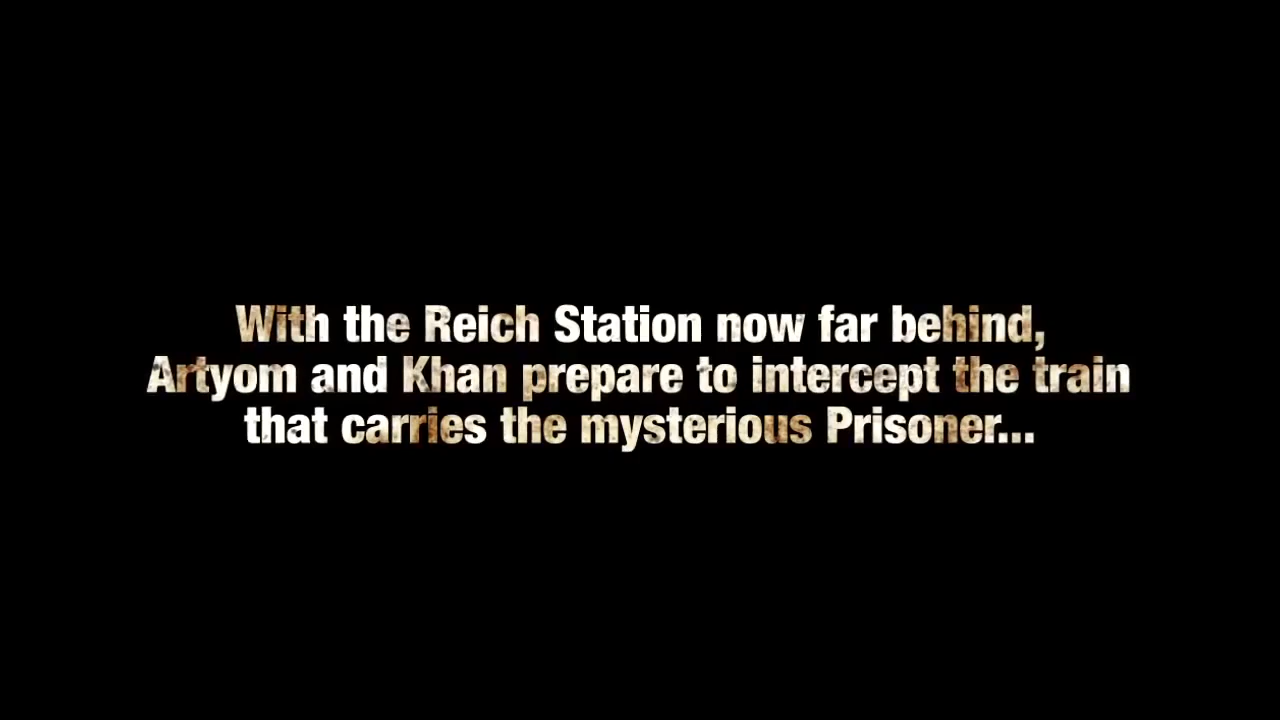 With the Reich Station now far behind,
Artyom and Khan prepare to intercept the train
that carries the mysterious Prisoner...